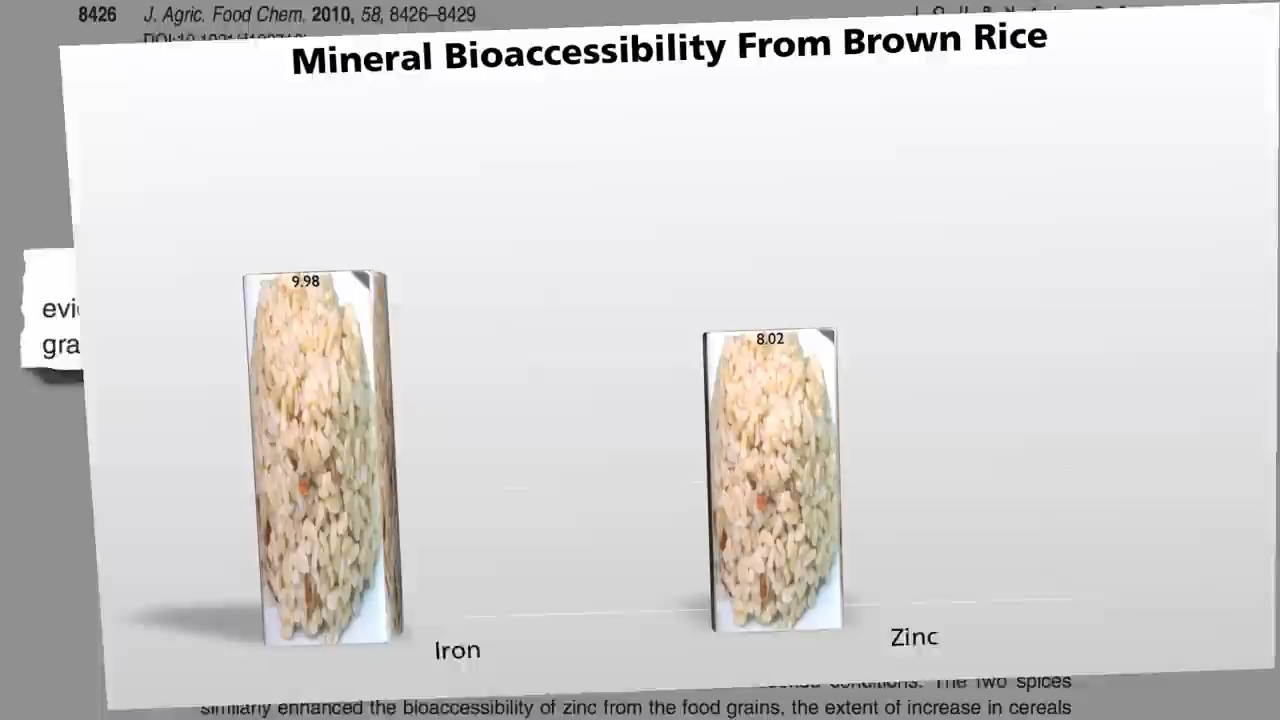 8426 J. Agric. Food Chem. 2010, 58, 8426–8429
Mineral Bioaccessibility From Brown Rice
9.98
8.02
evi
gra
Iron
Zinc
conditions. The two spices
similarly enhanced the bioaccessibility of zinc from the food grains, the extent of increase in cereals